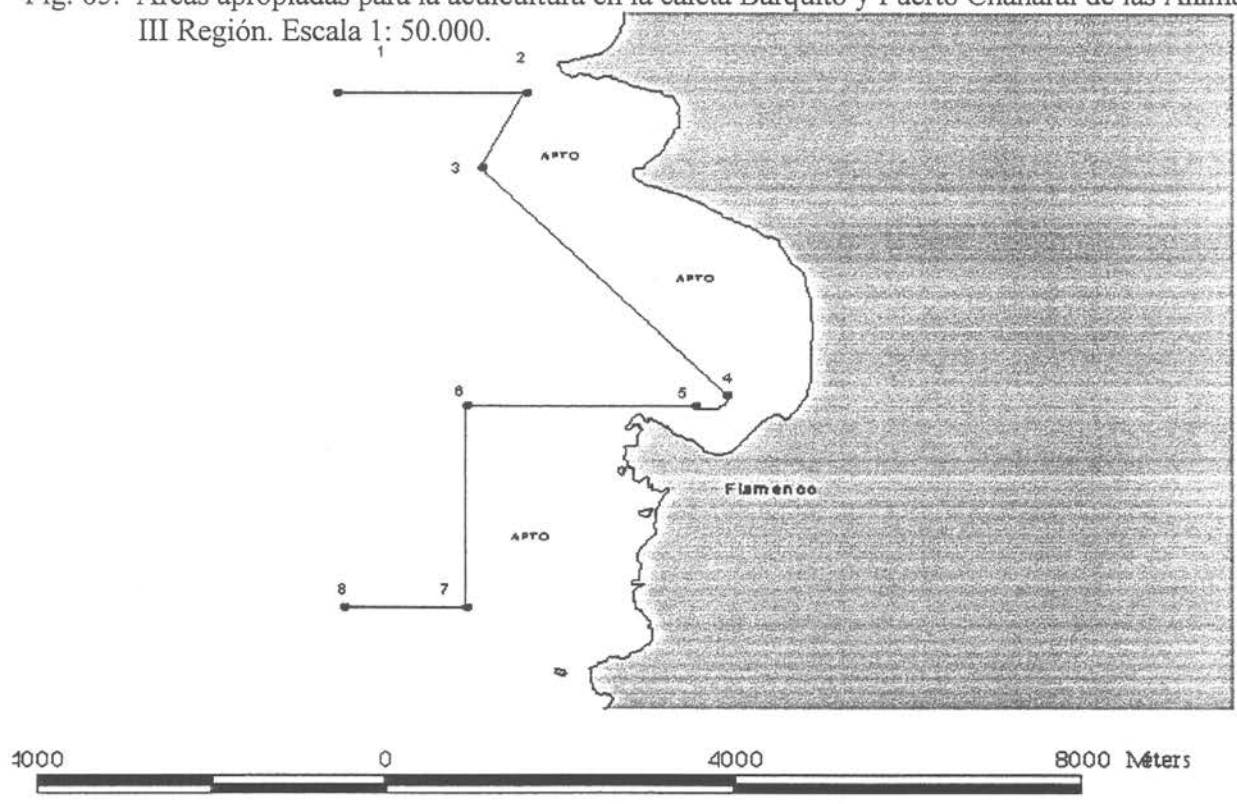 Fig. 65. Areas apropiadas para la acuicultura en la caleta Barquito y Puerto Chañaral de las
III Región. Escala 1: 50.000.
1
2
APTO
3
APTO
4
6
5
Flamenco
APTO
8
7
4000 0 4000 8000 Meters